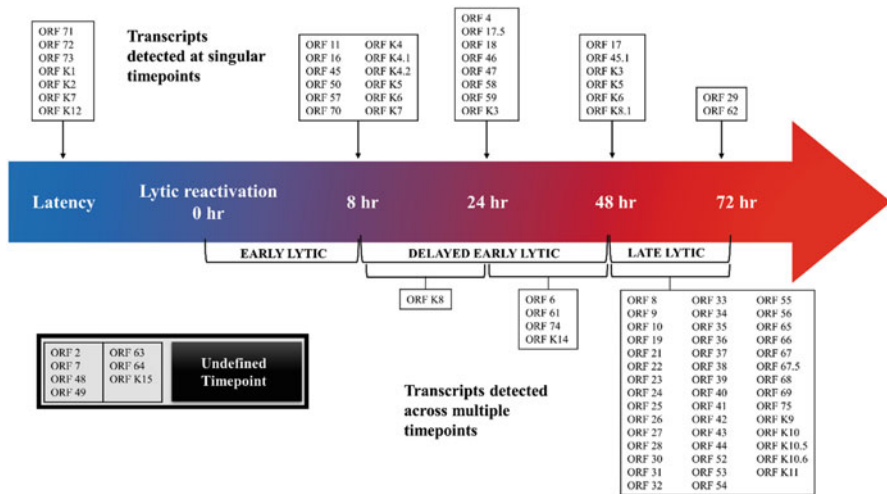 Transcripts
detected at singular
timepoints
ORF 71
ORF 72
ORF 73
ORF K1
ORF K2
ORF K7
ORF K12
ORF 11 ORF K4
ORF 16 ORF K4.1
ORF 45 ORF K4.2
ORF 50 ORF K5
ORF 57 ORF K6
ORF 70 ORF K7
ORF 4
ORF 17.5
ORF 18
ORF 46
ORF 47
ORF 58
ORF 59
ORF K3
ORF 17
ORF 45.1
ORF K3
ORF K5
ORF K6
ORF K8.1
ORF 29
ORF 62
Latency
Lytic reactivation
0 hr
8 hr
24 hr
48 hr
72 hr
EARLY LYTIC
DELAYED EARLY LYTIC
LATE LYTIC
ORF K8
ORF 6
ORF 61
ORF 74
ORF K14
ORF 8 ORF 33 ORF 55
ORF 9 ORF 34 ORF 56
ORF 10 ORF 35 ORF 65
ORF 19 ORF 36 ORF 66
ORF 21 ORF 37 ORF 67
ORF 22 ORF 38 ORF 67.5
ORF 23 ORF 39 ORF 68
ORF 24 ORF 40 ORF 69
ORF 25 ORF 41 ORF 75
ORF 26 ORF 42 ORF K9
ORF 27 ORF 43 ORF K10
ORF 28 ORF 44 ORF K10.5
ORF 30 ORF 52 ORF K10.6
ORF 31 ORF 53 ORF K11
ORF 32 ORF 54
ORF 2 ORF 63
ORF 7 ORF 64
ORF 48 ORF K15
ORF 49
Undefined
Timepoint
Transcripts detected
across multiple
timepoints